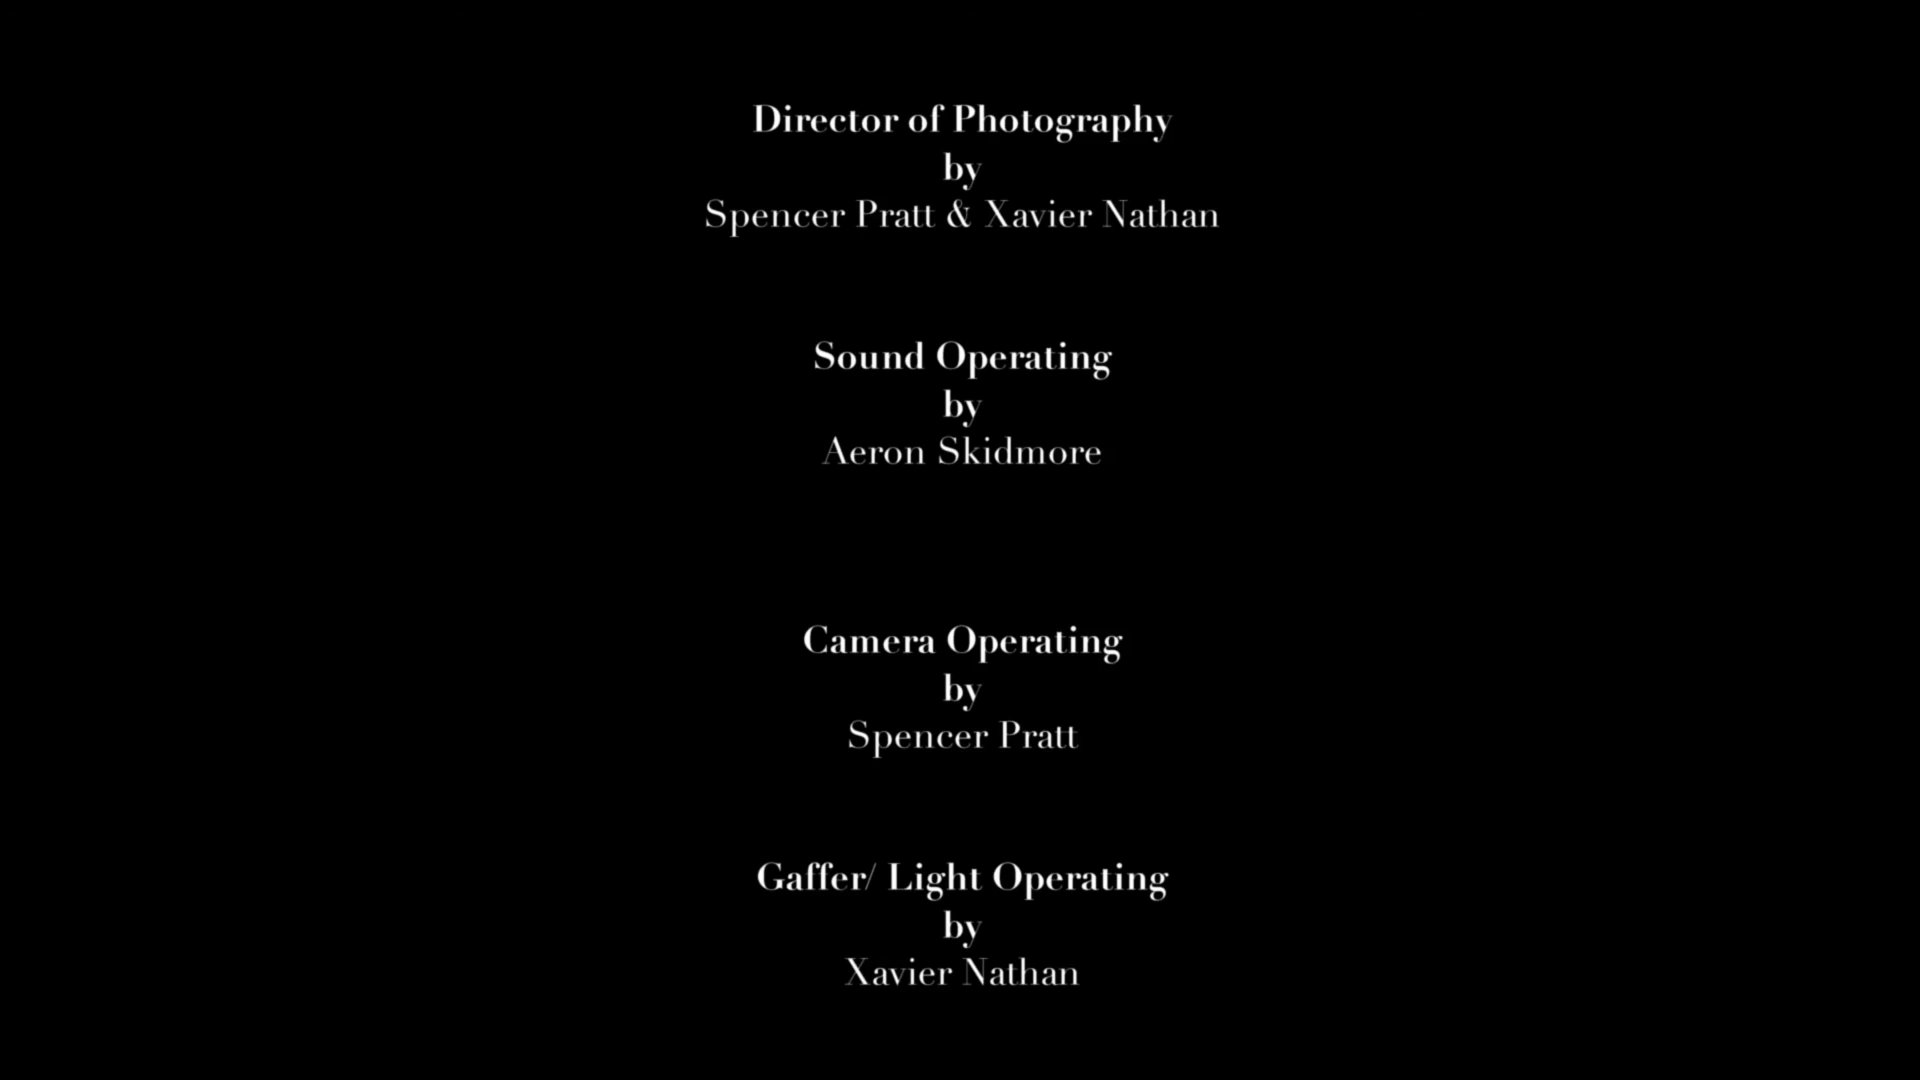 Director of Photography
by
Spencer Pratt & Xavier Nathan
Sound Operating
by
Aeron Skidmore
Camera Operating
by
Spencer Pratt
Gaffer/ Light Operating
by
Xavier Nathan